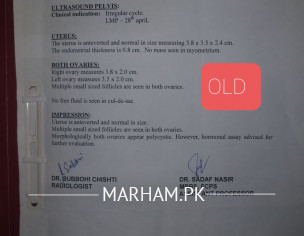 ULTRASOUND PELVIS:
Clinical indication: Irregular cycle.
LMP – 28th april.
UTERUS:
The uterus is anteverted and normal in size measuring 5.8 x 3.5 x 2.4 cm.
The endometrial thickness is 0.8 cm. No mass seen in myometrium.
BOTH OVARIES:
Right ovary measures 3.8 x 2.0 cm.
Left ovary measures 3.5 x 2.0 cm.
Multiple small sized follicles are seen in both ovaries.
OLD
No free fluid is seen in cul-de-sac.
IMPRESSION:
Uterus is anteverted and normal in size.
Multiple small sized follicles are seen in both ovaries.
Morphologically both ovaries appear polycystic. However, hormonal assay advised for
further evaluation.
DR. BUBBOHI CHISHTI
RADIOLOGIST
DR. SADAF NASIR
MBBS, FCPS
PROFESSOR
MARHAM.PK